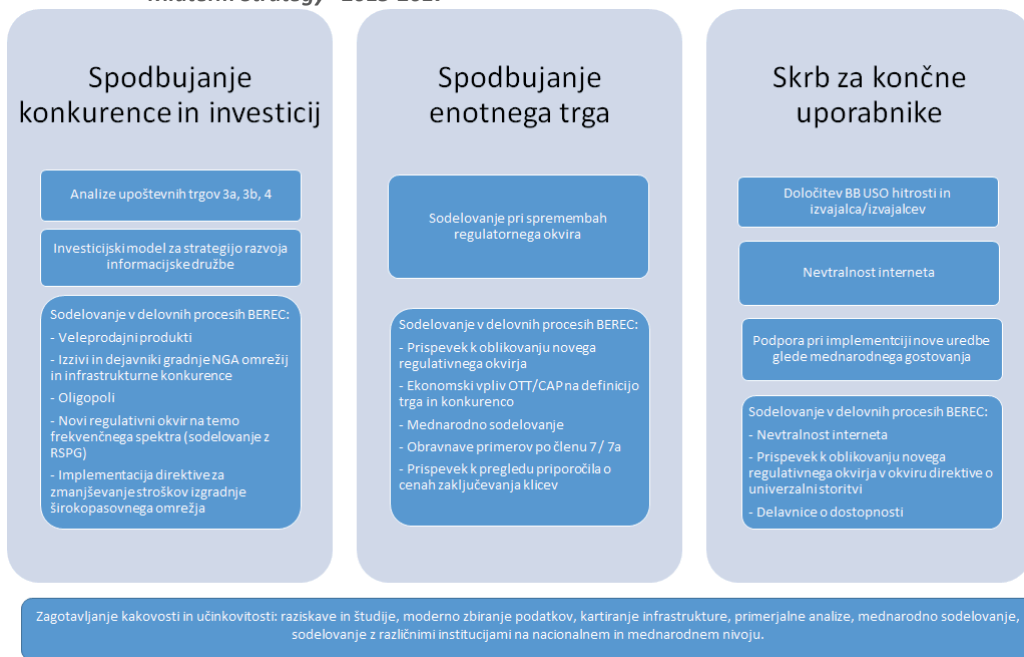 Spodbujanje
konkurence in investicij
Analize upoštevnih trgov 3a, 3b, 4
Investicijski model za strategijo razvoja
informacijske družbe
Sodelovanje v delovnih procesih BEREC:
- Veleprodajni produkti
- Izzivi in dejavniki gradnje NGA omrežij
in infrastrukturne konkurence
- Oligopoli
- Novi regulativni okvir na temo
frekvenčnega spektra (sodelovanje z
RSPG)
- Implementacija direktive za
zmanjševanje stroškov izgradnje
širokopasovnega omrežja
Spodbujanje
enotnega trga
Sodelovanje pri spremembah
regulatornega okvira
Sodelovanje v delovnih procesih BEREC:
- Prispevek k oblikovanju novega
regulativnega okvirja
- Ekonomski vpliv OTT/CAP na definicijo
trga in konkurenco
- Mednarodno sodelovanje
- Obravnave primerov po členu 7/ 7a
- Prispevek k pregledu priporočila o
cenah zaključevanja klicev
Skrb za končne
uporabnike
Določitev BB USO hitrosti in
izvajalca/izvajalcev
Nevtralnost interneta
Podpora pri implementciji nove uredbe
glede mednarodnega gostovanja
Sodelovanje v delovnih procesih BEREC:
- Nevtralnost interneta
- Prispevek k oblikovanju novega
regulativnega okvirja v okviru direktive o
univerzalni storitvi
- Delavnice o dostopnosti
Zagotavljanje kakovosti in učinkovitosti: raziskave in študije, moderno zbiranje podatkov, kartiranje infrastrukture, primerjalne analize, mednarodno sodelovanje,
sodelovanje z različnimi institucijami na nacionalnem in mednarodnem nivoju.